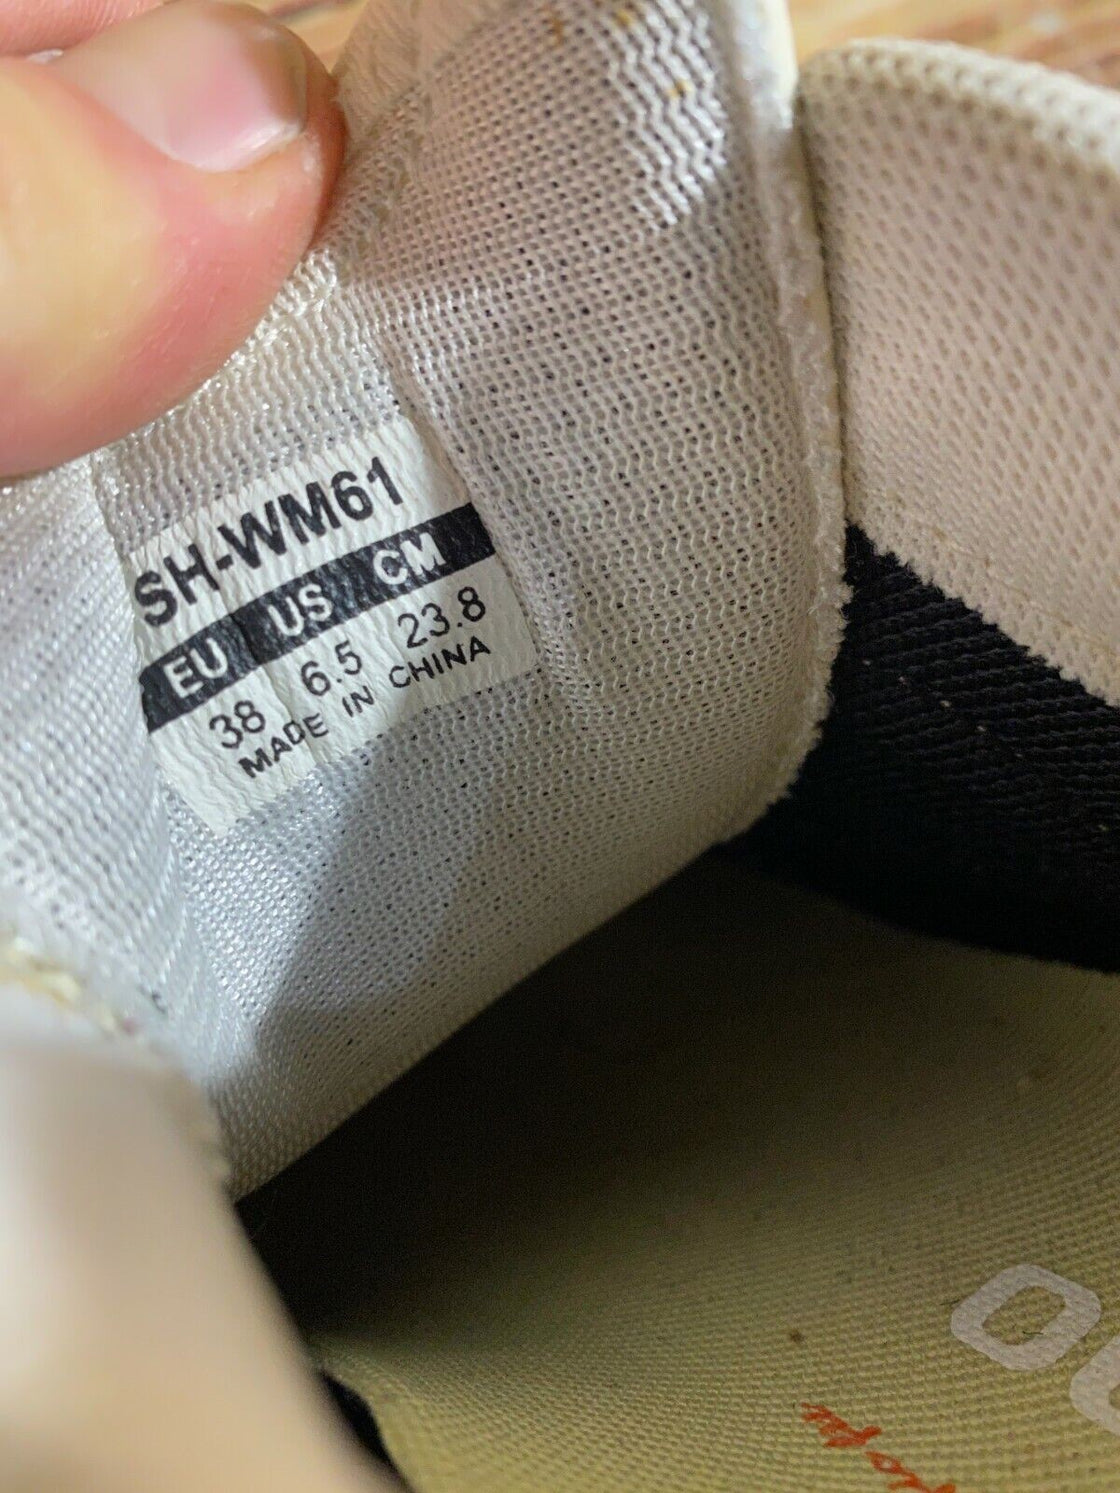 SH-WM61
EU US CM
38 6.5 23.8
MADE IN CHINA